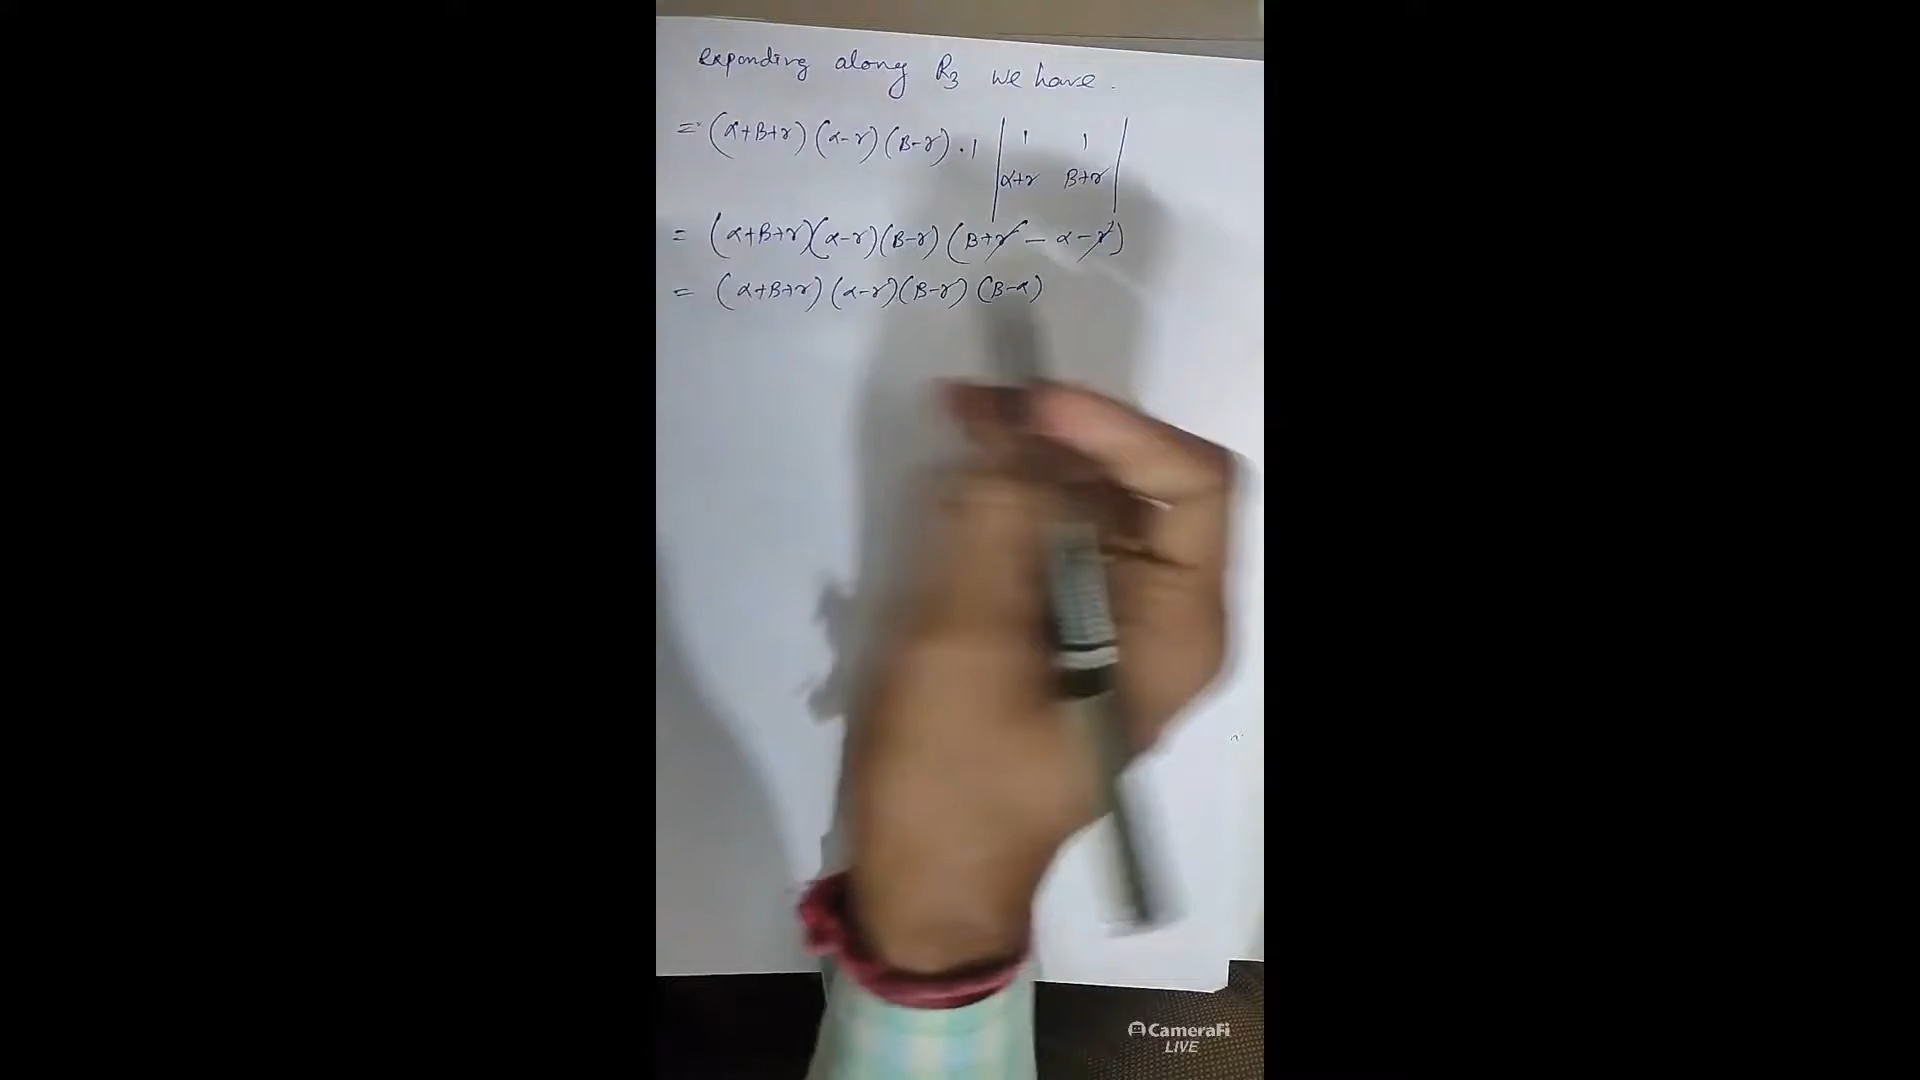 expanding along R₃ we have.
= (α+β+γ) (α-γ) (β-γ) . 1 | 1 1 |
| α+γ β+γ |
= (α+β+γ)(α-γ)(β-γ) (β+γ - α - γ)
= (α+β+γ) (α-γ)(β-γ) (β-α)
CameraFi
LIVE